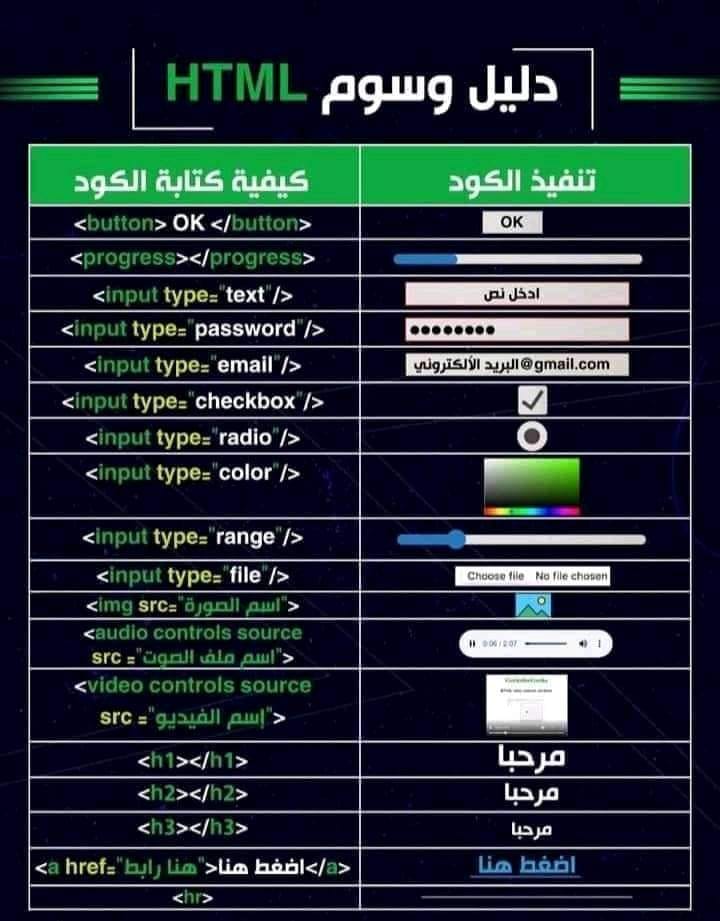 دليل وسوم HTML
كيفية كتابة الكود
تنفيذ الكود
<button> OK </button>
OK
<progress></progress>
<input type="text"/>
ادخل نص
<input type="password"/>
<input type="email"/>
البريد الألكتروني@gmail.com
<input type="checkbox"/>
<input type="radio"/>
<input type="color"/>
<input type="range"/>
<input type="file"/>
Choose file No file chosen
<img src="اسم الصورة">
<audio controls source
src ="اسم ملف الصوت">
0:06 / 2:07
<video controls source
src ="إسم الفيديو">
<h1></h1>
مرحبا
<h2></h2>
مرحبا
<h3></h3>
مرحبا
<a href="هنا رابط">اضغط هنا</a>
اضغط هنا
<hr>